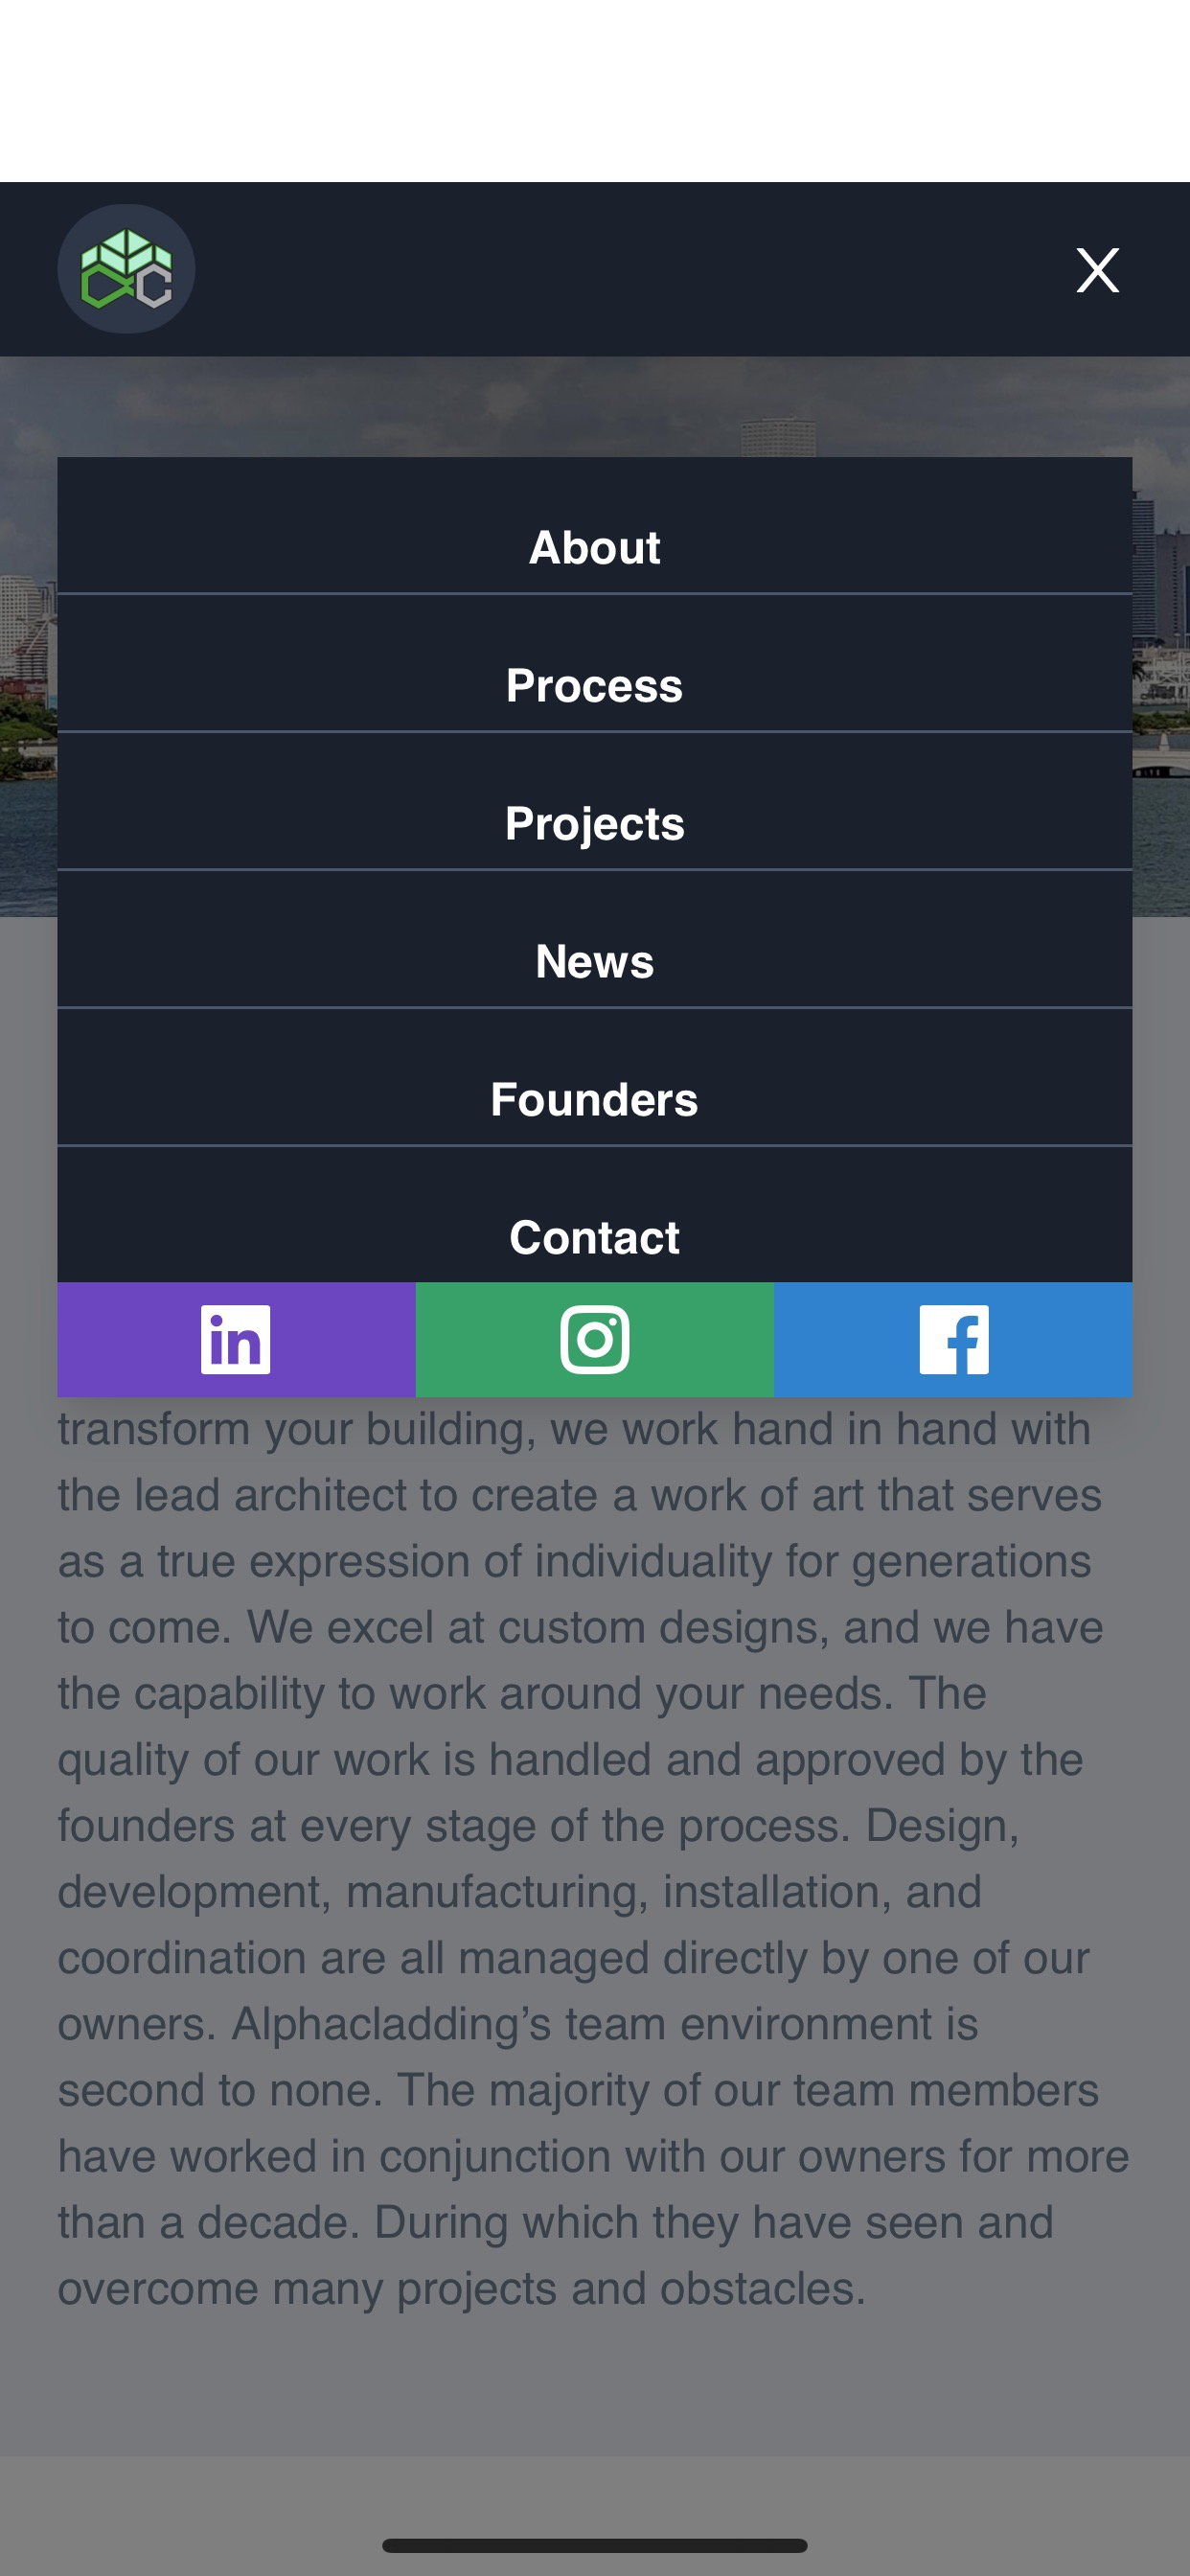 X
About
Process
Projects
News
Founders
Contact
in
f
transform your building, we work hand in hand with
the lead architect to create a work of art that serves
as a true expression of individuality for generations
to come. We excel at custom designs, and we have
the capability to work around your needs. The
quality of our work is handled and approved by the
founders at every stage of the process. Design,
development, manufacturing, installation, and
coordination are all managed directly by one of our
owners. Alphacladding’s team environment is
second to none. The majority of our team members
have worked in conjunction with our owners for more
than a decade. During which they have seen and
overcome many projects and obstacles.